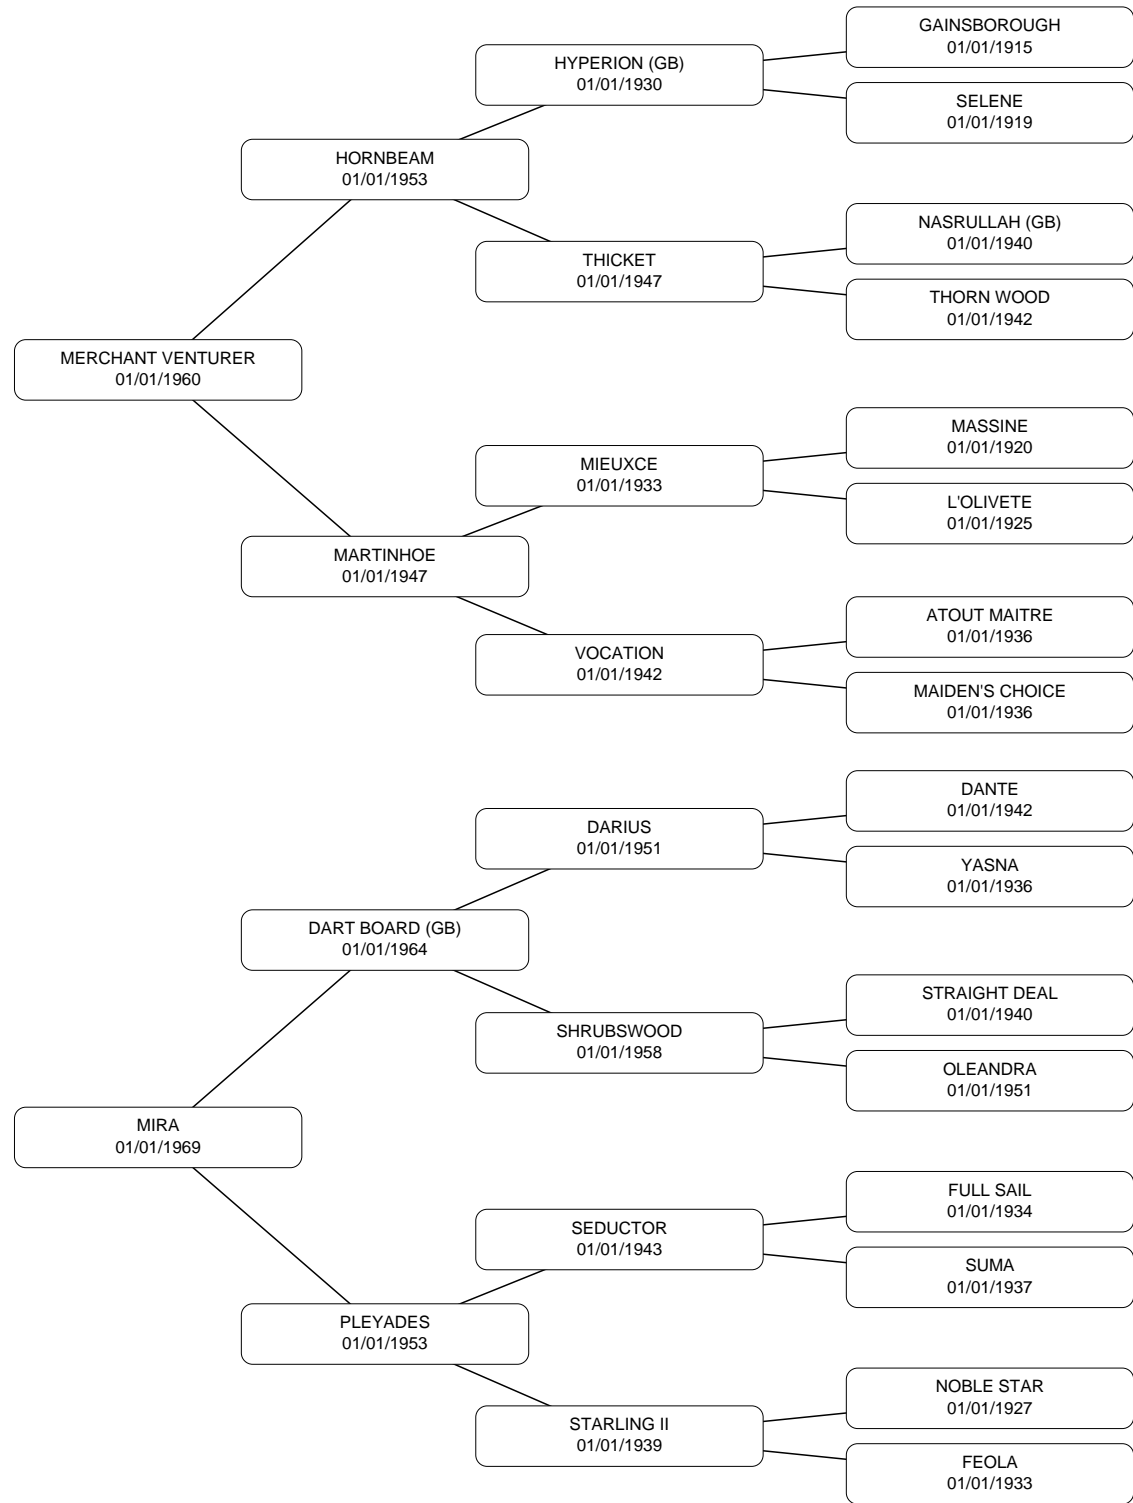 GAINSBOROUGH
01/01/1915
HYPERION (GB)
01/01/1930
SELENE
01/01/1919
HORNBEAM
01/01/1953
NASRULLAH (GB)
01/01/1940
THICKET
01/01/1947
THORN WOOD
01/01/1942
MERCHANT VENTURER
01/01/1960
MASSINE
01/01/1920
MIEUXCE
01/01/1933
L'OLIVETE
01/01/1925
MARTINHOE
01/01/1947
ATOUT MAITRE
01/01/1936
VOCATION
01/01/1942
MAIDEN'S CHOICE
01/01/1936
DANTE
01/01/1942
DARIUS
01/01/1951
YASNA
01/01/1936
DART BOARD (GB)
01/01/1964
STRAIGHT DEAL
01/01/1940
SHRUBSWOOD
01/01/1958
OLEANDRA
01/01/1951
MIRA
01/01/1969
FULL SAIL
01/01/1934
SEDUCTOR
01/01/1943
SUMA
01/01/1937
PLEYADES
01/01/1953
NOBLE STAR
01/01/1927
STARLING II
01/01/1939
FEOLA
01/01/1933